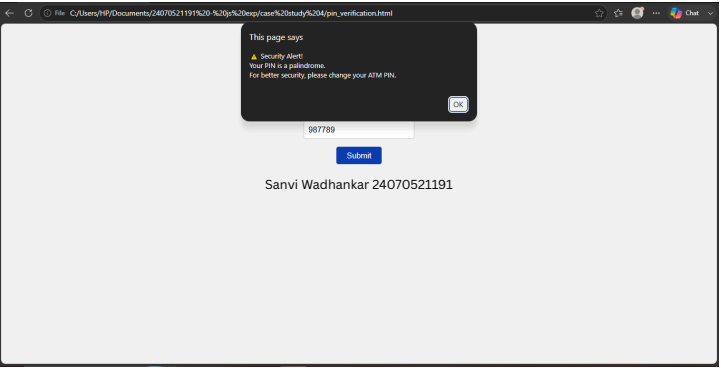 File C:/Users/HP/Documents/24070521191%20-%20js%20exp/case%20study%204/pin_verification.html
Chat
This page says
⚠ Security Alert!
Your PIN is a palindrome.
For better security, please change your ATM PIN.
OK
987789
Submit
Sanvi Wadhankar 24070521191